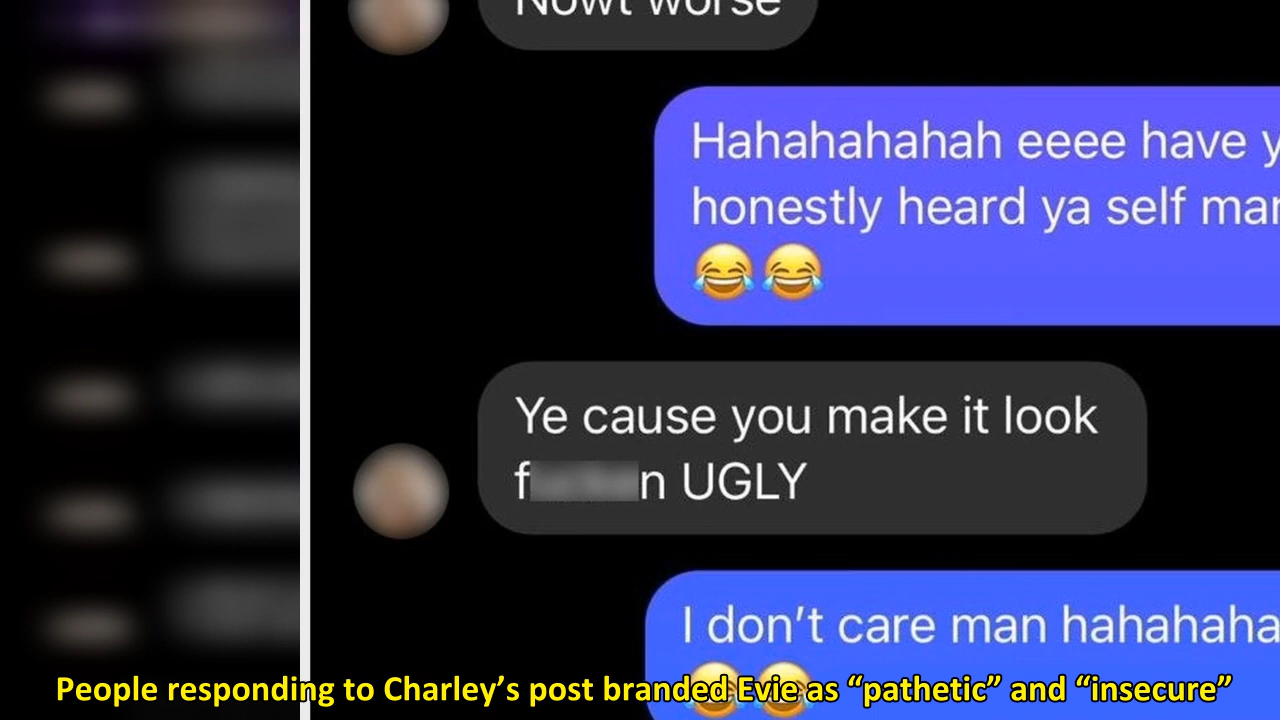 Nowt worse
Hahahahahah eeee have y
honestly heard ya self mar
😂😂
Ye cause you make it look
f n UGLY
I don’t care man hahahaha
😂😂
People responding to Charley’s post branded Evie as “pathetic” and “insecure”